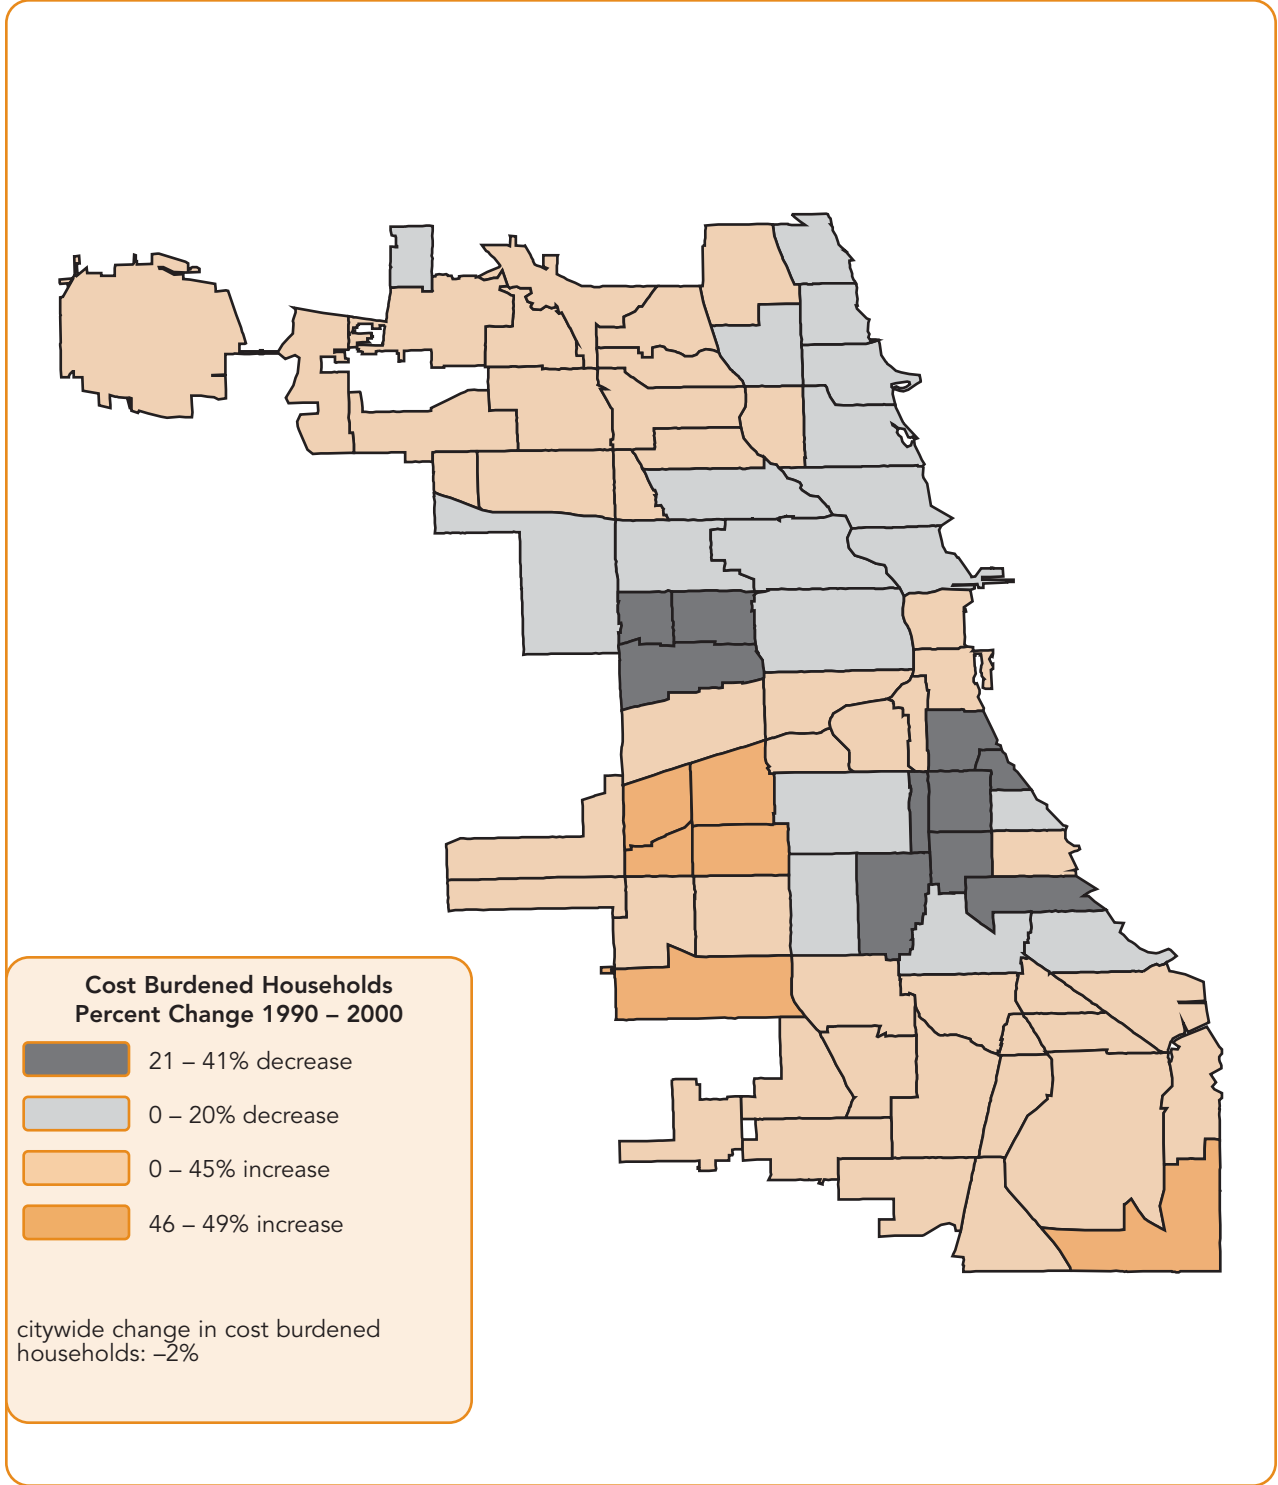 Cost Burdened Households
Percent Change 1990 – 2000
21 – 41% decrease
0 – 20% decrease
0 – 45% increase
46 – 49% increase
citywide change in cost burdened
households: –2%